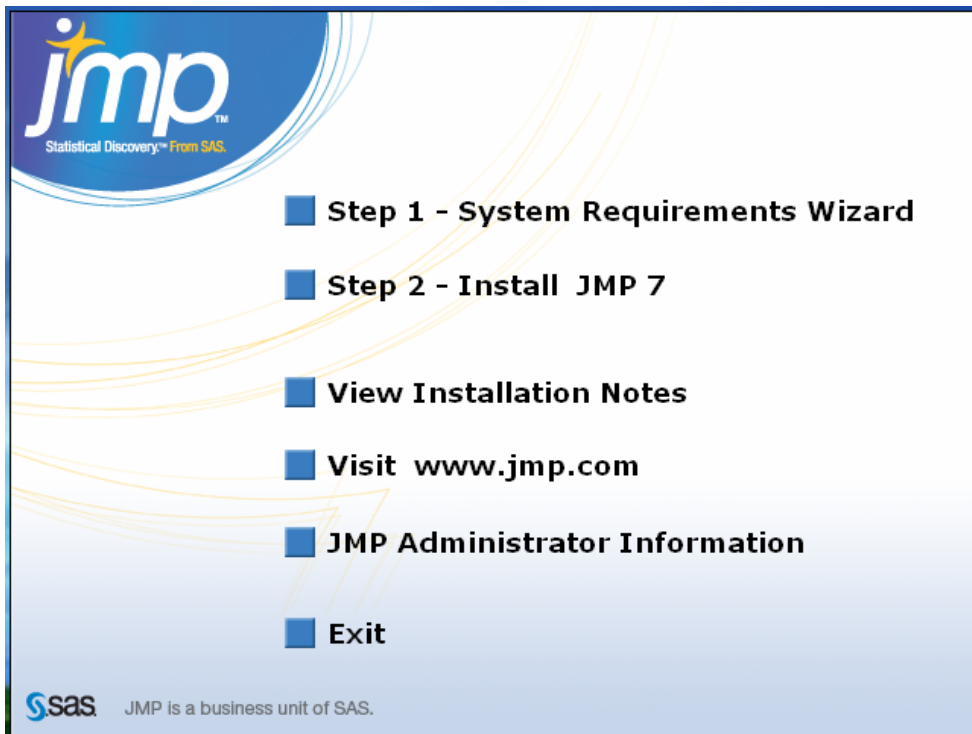 jmp™
Statistical Discovery.™ From SAS.
Step 1 - System Requirements Wizard
Step 2 - Install JMP 7
View Installation Notes
Visit www.jmp.com
JMP Administrator Information
Exit
sas. JMP is a business unit of SAS.